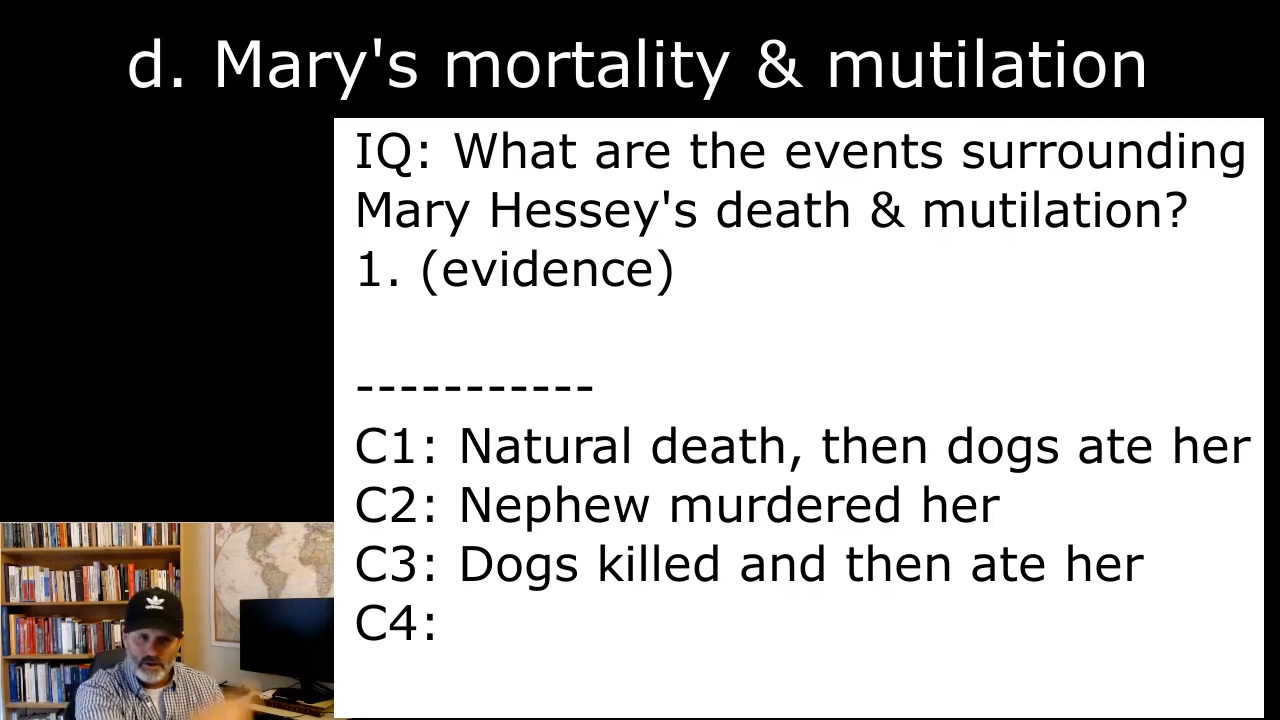 d. Mary's mortality & mutilation
IQ: What are the events surrounding
Mary Hessey's death & mutilation?
1. (evidence)
-----------
C1: Natural death, then dogs ate her
C2: Nephew murdered her
C3: Dogs killed and then ate her
C4: